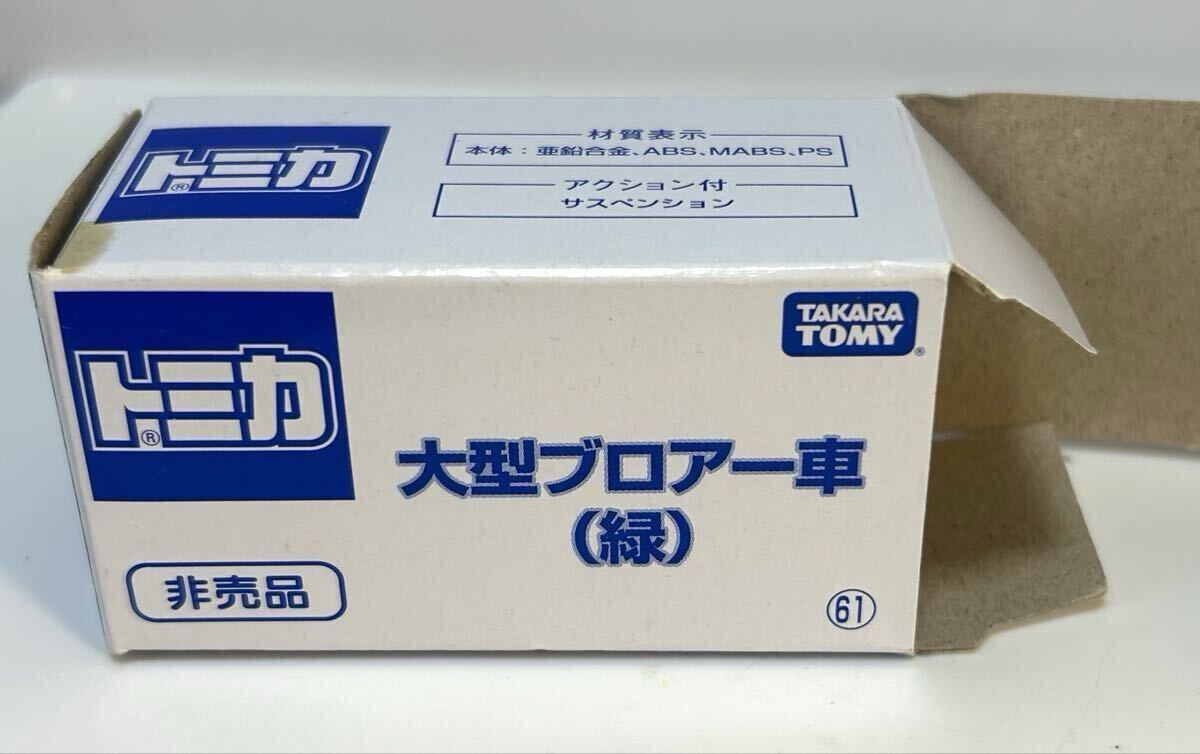 トミカ®
材質表示
本体：亜鉛合金、ABS、MABS、PS
アクション付
サスペンション
トミカ®
TAKARA
TOMY®
大型ブロアー車
（緑）
非売品
61